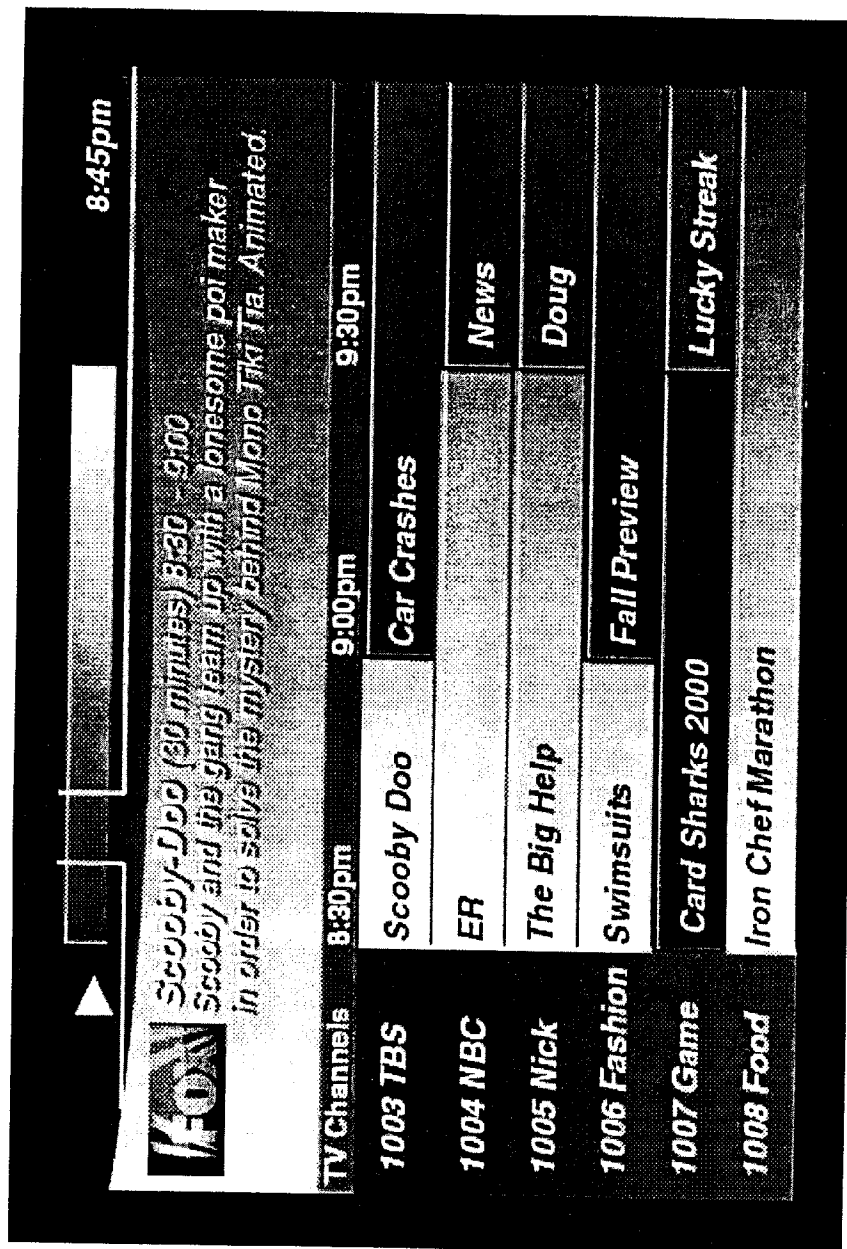 8:45pm
FOX
Scooby-Doo (30 minutes) 8:30 - 9:00
Scooby and the gang team up with a lonesome poi maker
in order to solve the mystery behind Mono Tiki Tia. Animated.
TV Channels 8:30pm 9:00pm 9:30pm
1003 TBS Scooby Doo Car Crashes
1004 NBC ER News
1005 Nick The Big Help Doug
1006 Fashion Swimsuits Fall Preview
1007 Game Card Sharks 2000 Lucky Streak
1008 Food Iron Chef Marathon